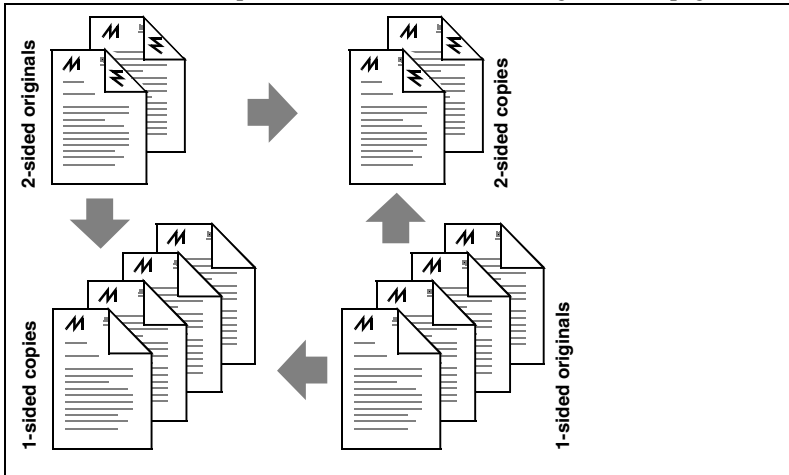 2-sided originals
2-sided copies
1-sided copies
1-sided originals